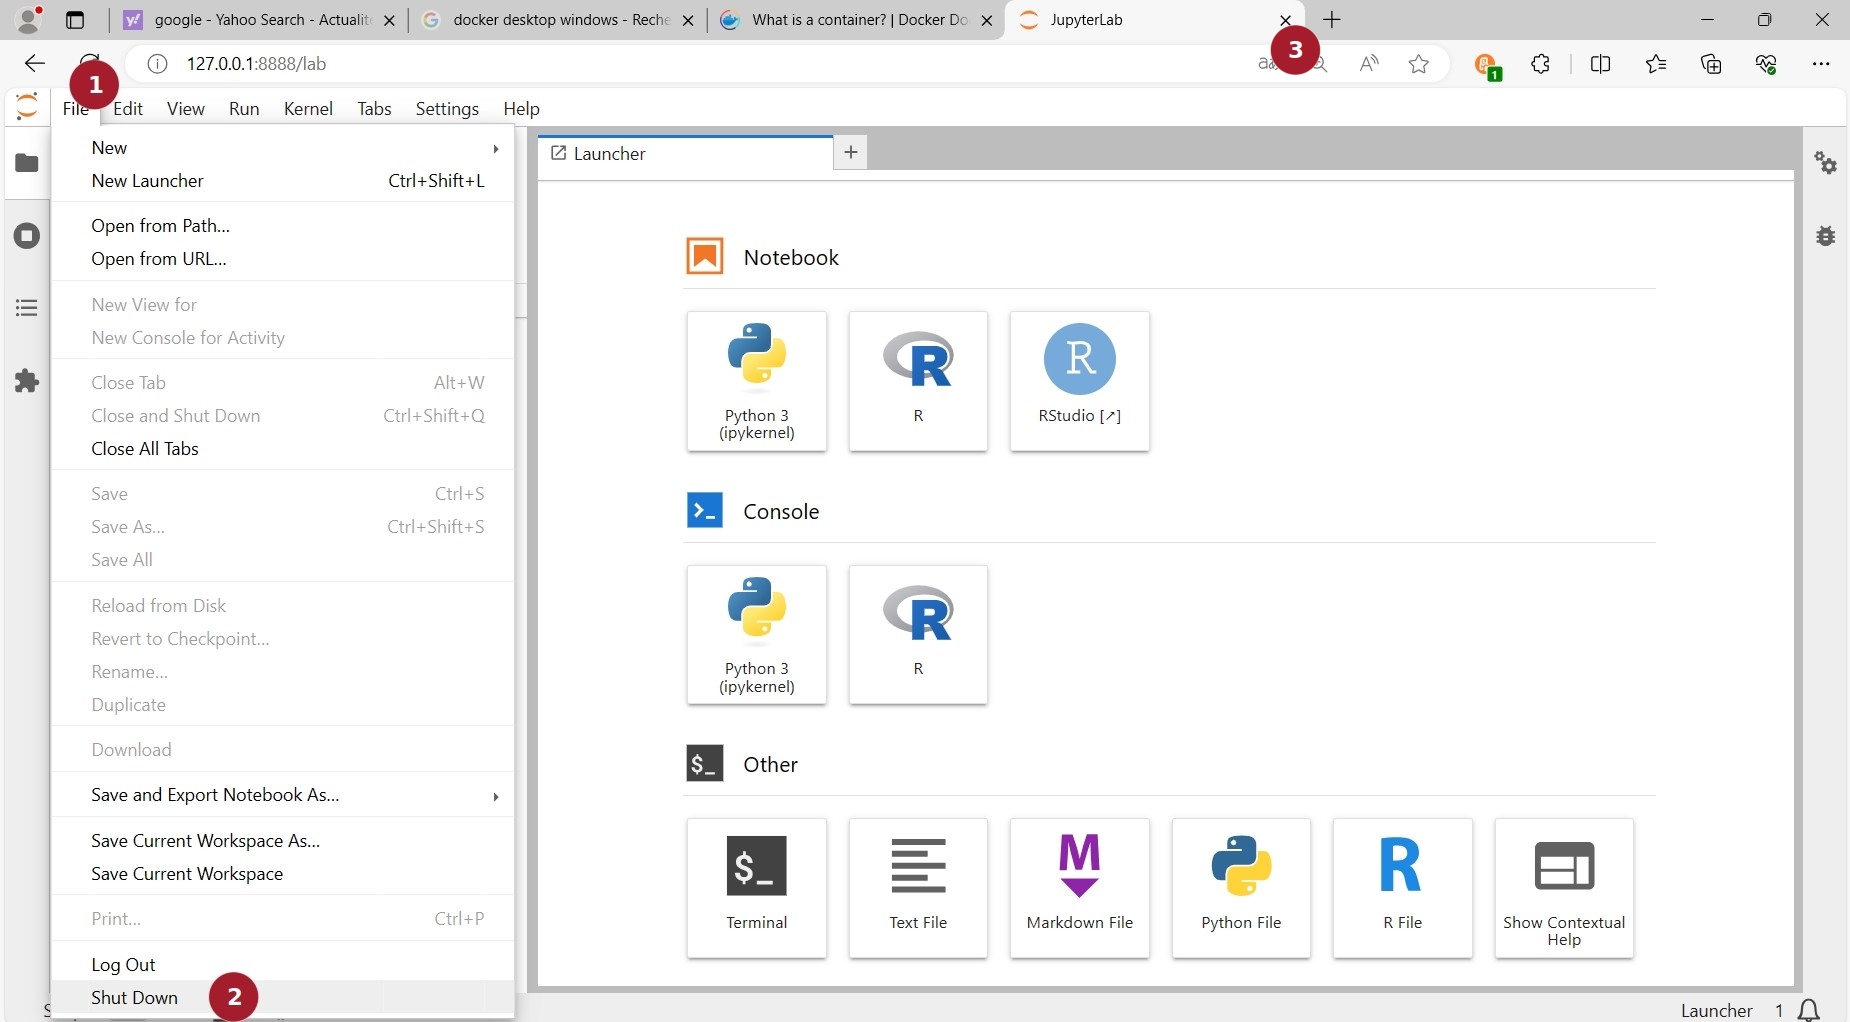 google - Yahoo Search - Actualit
docker desktop windows - Reche
What is a container? | Docker Do
JupyterLab
3
127.0.0.1:8888/lab
1
1
File Edit View Run Kernel Tabs Settings Help
New
New Launcher Ctrl+Shift+L
Open from Path...
Open from URL...
New View for
New Console for Activity
Close Tab Alt+W
Close and Shut Down Ctrl+Shift+Q
Close All Tabs
Save Ctrl+S
Save As... Ctrl+Shift+S
Save All
Reload from Disk
Revert to Checkpoint...
Rename...
Duplicate
Download
Save and Export Notebook As...
Save Current Workspace As...
Save Current Workspace
Print... Ctrl+P
Log Out
Shut Down
2
Launcher
Notebook
Python 3
(ipykernel)
R
R
RStudio [↗]
Console
Python 3
(ipykernel)
R
$_ Other
$_
Terminal
Text File
M
Markdown File
Python File
R
R File
Show Contextual
Help
Launcher 1